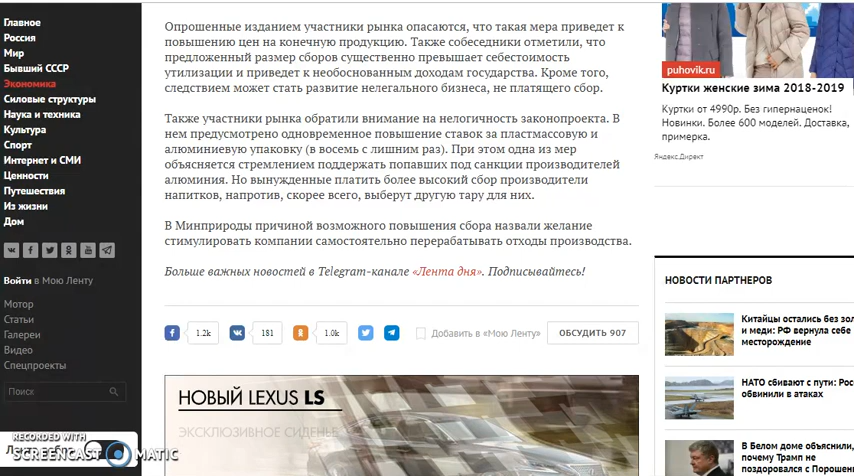 Главное
Россия
Мир
Бывший СССР
Экономика
Силовые структуры
Наука и техника
Культура
Спорт
Интернет и СМИ
Ценности
Путешествия
Из жизни
Дом
Войти в Мою Ленту
Мотор
Статьи
Галереи
Видео
Спецпроекты
Поиск
RECORDED WITH
SCREENCAST MATIC
Опрошенные изданием участники рынка опасаются, что такая мера приведет к
повышению цен на конечную продукцию. Также собеседники отметили, что
предложенный размер сборов существенно превышает себестоимость
утилизации и приведет к необоснованным доходам государства. Кроме того,
следствием может стать развитие нелегального бизнеса, не платящего сбор.
Также участники рынка обратили внимание на нелогичность законопроекта. В
нем предусмотрено одновременное повышение ставок за пластмассовую и
алюминиевую упаковку (в восемь с лишним раз). При этом одна из мер
объясняется стремлением поддержать попавших под санкции производителей
алюминия. Но вынужденные платить более высокий сбор производители
напитков, напротив, скорее всего, выберут другую тару для них.
В Минприроды причиной возможного повышения сбора назвали желание
стимулировать компании самостоятельно перерабатывать отходы производства.
Больше важных новостей в Telegram-канале «Лента дня». Подписывайтесь!
1.2k 181 1.0k Добавить в «Мою Ленту» ОБСУДИТЬ 907
НОВЫЙ LEXUS LS
ЭКСКЛЮЗИВНОЕ СИДЕНЬЕ
puhovik.ru
Куртки женские зима 2018-2019
Куртки от 4990р. Без гипернаценок!
Новинки. Более 600 моделей. Доставка,
примерка.
Яндекс.Директ
НОВОСТИ ПАРТНЕРОВ
Китайцы остались без зол
и меди: РФ вернула себе
месторождение
НАТО сбивают с пути: Рос
обвинили в атаках
В Белом доме объяснили,
почему Трамп не
поздоровался с Порошен